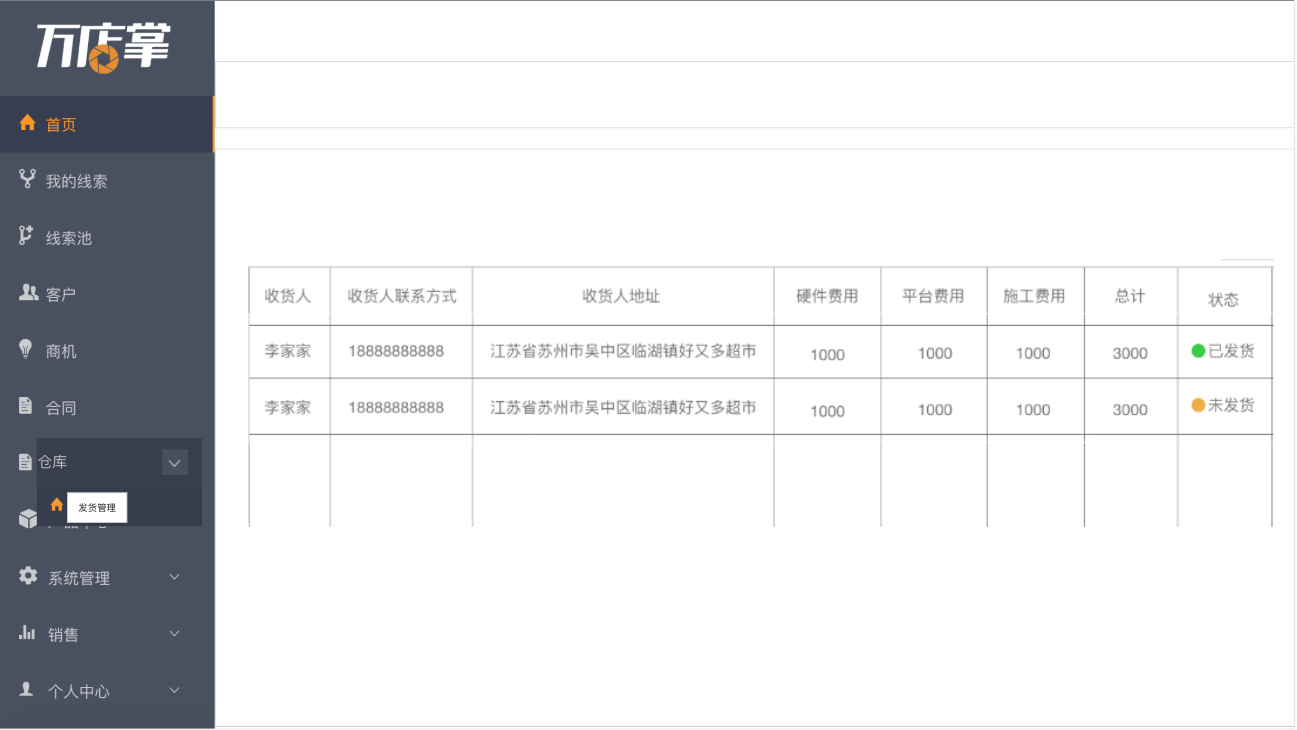 万店掌
首页
我的线索
线索池
客户
商机
合同
仓库
发货管理
系统管理
销售
个人中心
收货人 收货人联系方式 收货人地址 硬件费用 平台费用 施工费用 总计 状态
李家家 18888888888 江苏省苏州市吴中区临湖镇好又多超市 1000 1000 1000 3000 已发货
李家家 18888888888 江苏省苏州市吴中区临湖镇好又多超市 1000 1000 1000 3000 未发货